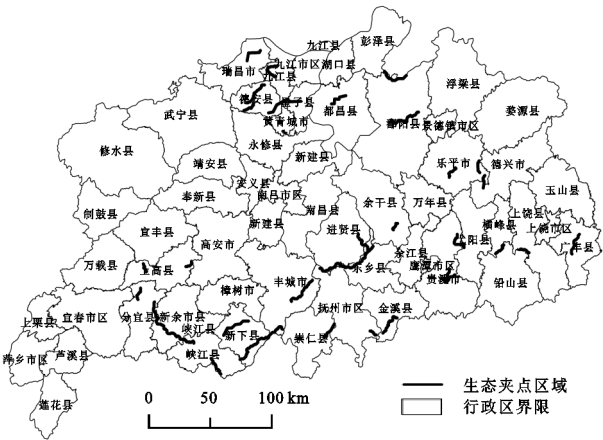 九江县
彭泽县
瑞昌市
九江市区
湖口县
九江县
浮梁县
德安县
星子县
都昌县
婺源县
武宁县
共青城市
鄱阳县
景德镇市区
永修县
修水县
新建县
靖安县
乐平市
德兴市
安义县
玉山县
奉新县
南昌市区
余干县
万年县
铜鼓县
南昌县
上饶县
宜丰县
新建县
进贤县
横峰县
上饶市区
弋阳县
广丰县
高安市
余江县
万载县
上高县
东乡县
鹰潭市区
贵溪市
铅山县
丰城市
樟树市
抚州市区
金溪县
上栗县
宜春市区
分宜县
新余市县
峡江县
新干县
崇仁县
萍乡市区
芦溪县
峡江县
莲花县
0 50 100 km
生态夹点区域
行政区界限